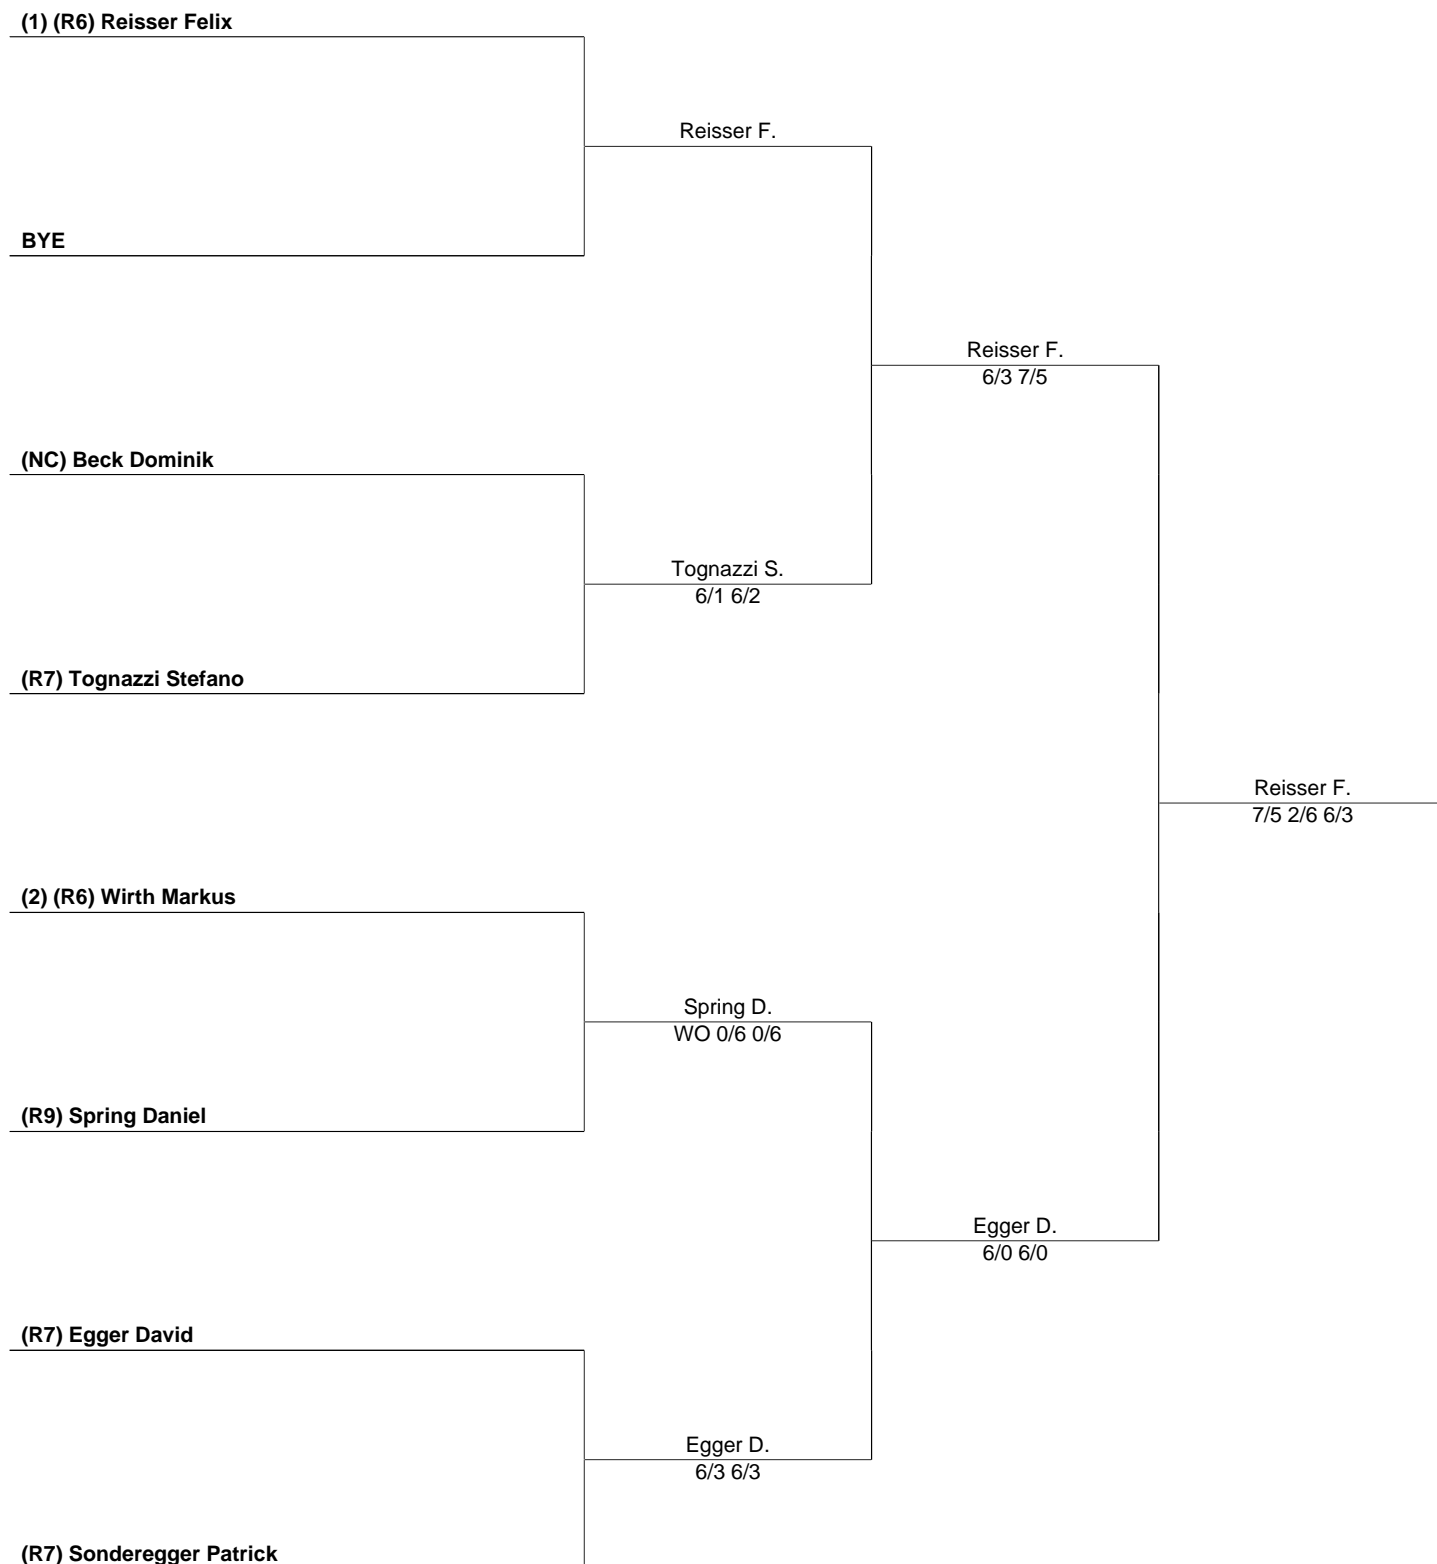 (1) (R6) Reisser Felix
Reisser F.
BYE
Reisser F.
6/3 7/5
(NC) Beck Dominik
Tognazzi S.
6/1 6/2
(R7) Tognazzi Stefano
Reisser F.
7/5 2/6 6/3
(2) (R6) Wirth Markus
Spring D.
WO 0/6 0/6
(R9) Spring Daniel
Egger D.
6/0 6/0
(R7) Egger David
Egger D.
6/3 6/3
(R7) Sonderegger Patrick